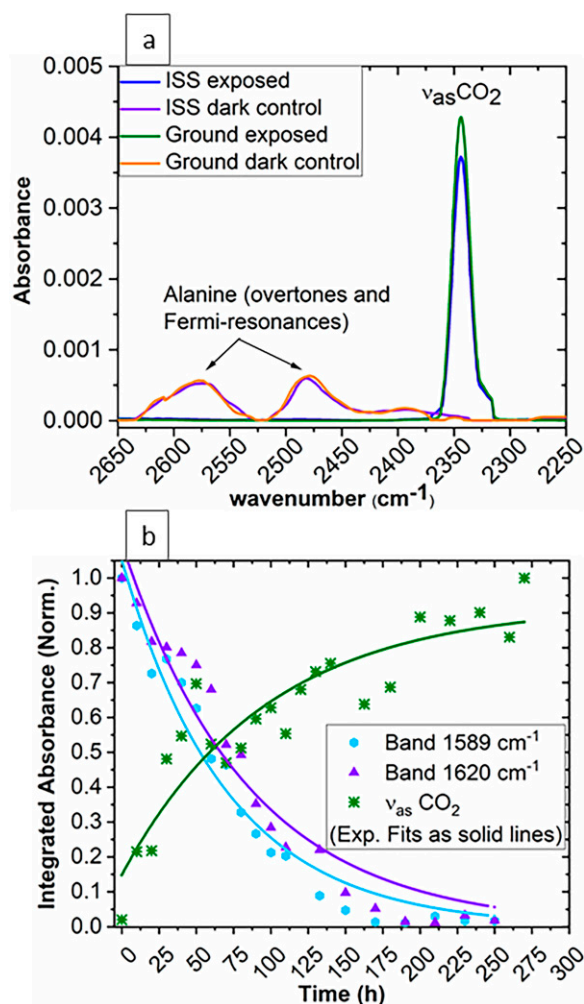 a
0.005
0.004
0.003
0.002
0.001
0.000
Absorbance
ISS exposed
ISS dark control
Ground exposed
Ground dark control
νasCO2
Alanine (overtones and
Fermi-resonances)
2650 2600 2550 2500 2450 2400 2350 2300 2250
wavenumber (cm-1)
b
1.0
0.9
0.8
0.7
0.6
0.5
0.4
0.3
0.2
0.1
0.0
Integrated Absorbance (Norm.)
Band 1589 cm-1
Band 1620 cm-1
νas CO2
(Exp. Fits as solid lines)
0 25 50 75 100 125 150 175 200 225 250 275 300
Time (h)